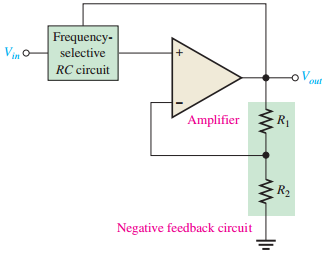 Frequency-
selective
RC circuit
V_in
+
–
V_out
Amplifier
R_1
R_2
Negative feedback circuit